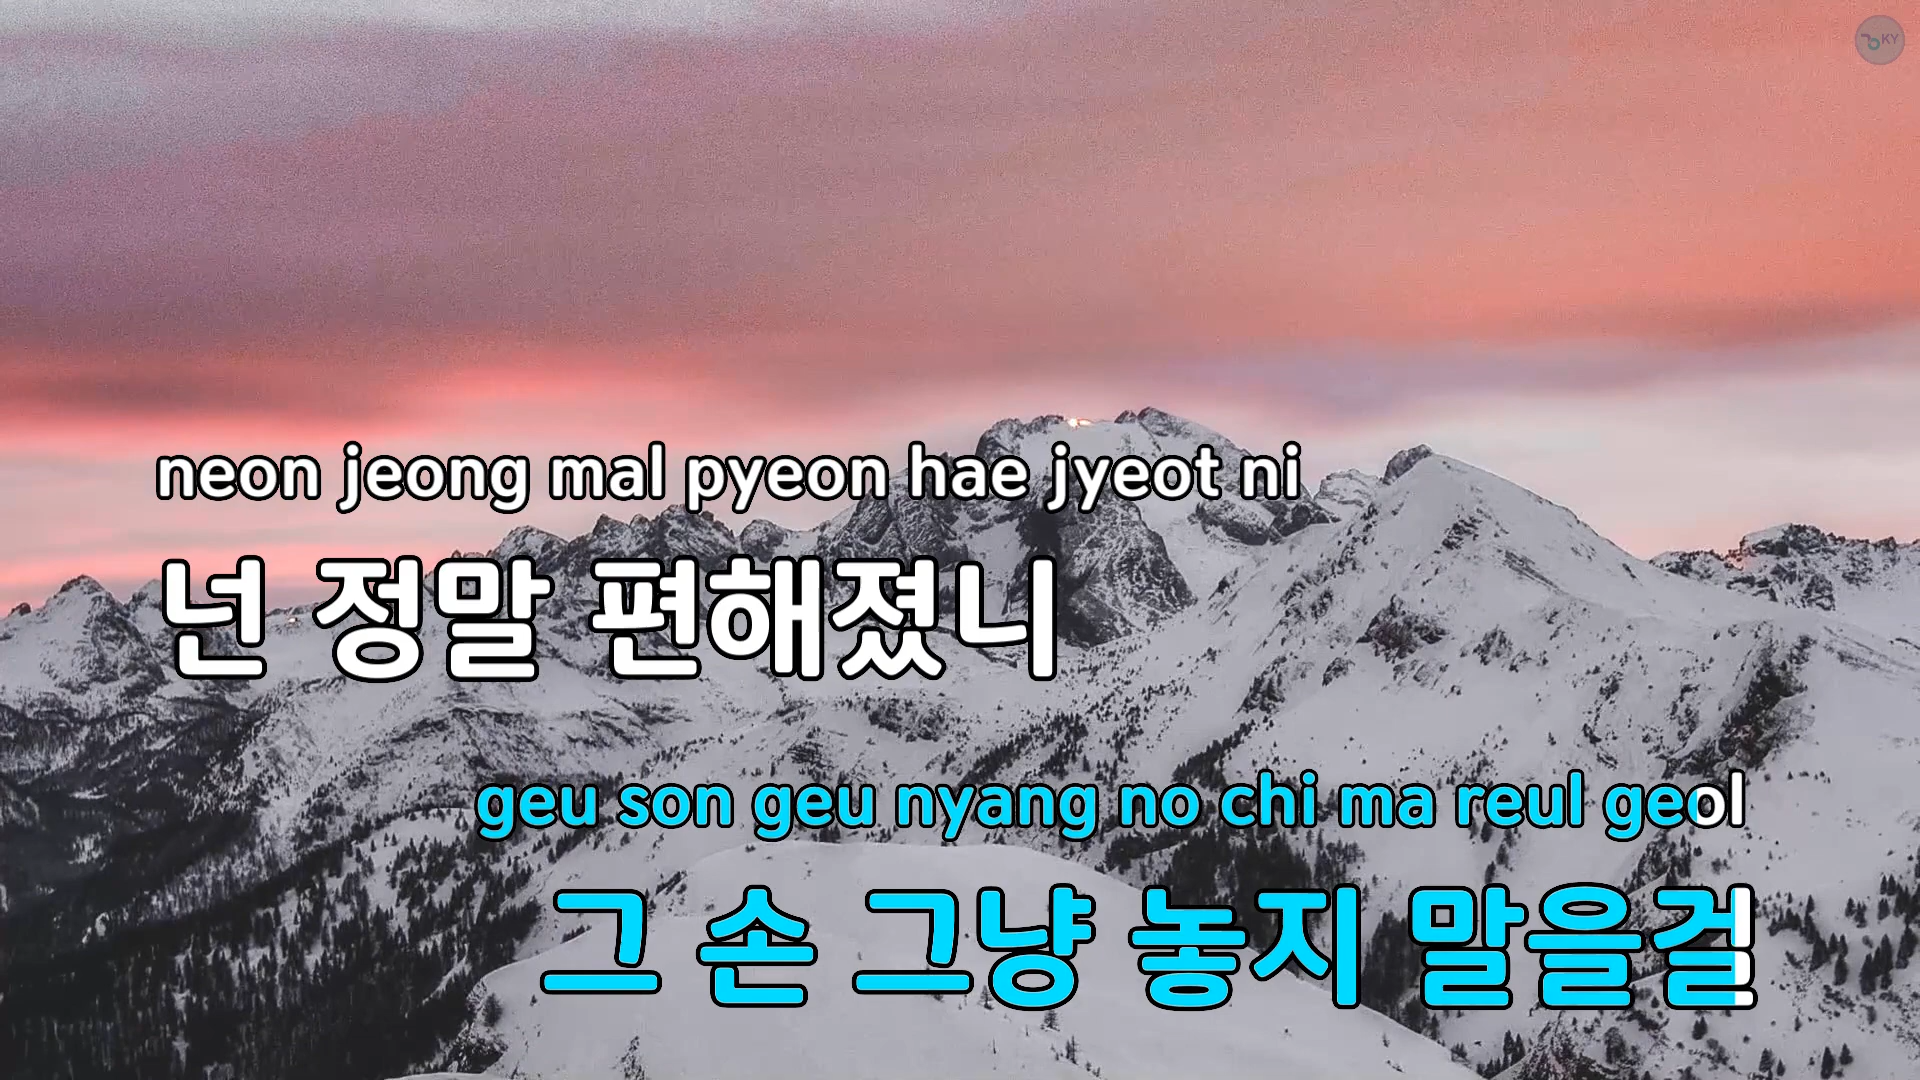 KY
neon jeong mal pyeon hae jyeot ni
넌 정말 편해졌니
geu son geu nyang no chi ma reul geol
그 손 그냥 놓지 말을걸